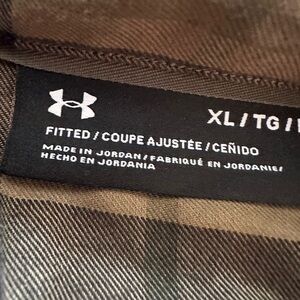 XL / TG /
FITTED / COUPE AJUSTÉE / CEÑIDO
MADE IN JORDAN / FABRIQUÉ EN JORDANIE/
HECHO EN JORDANIA